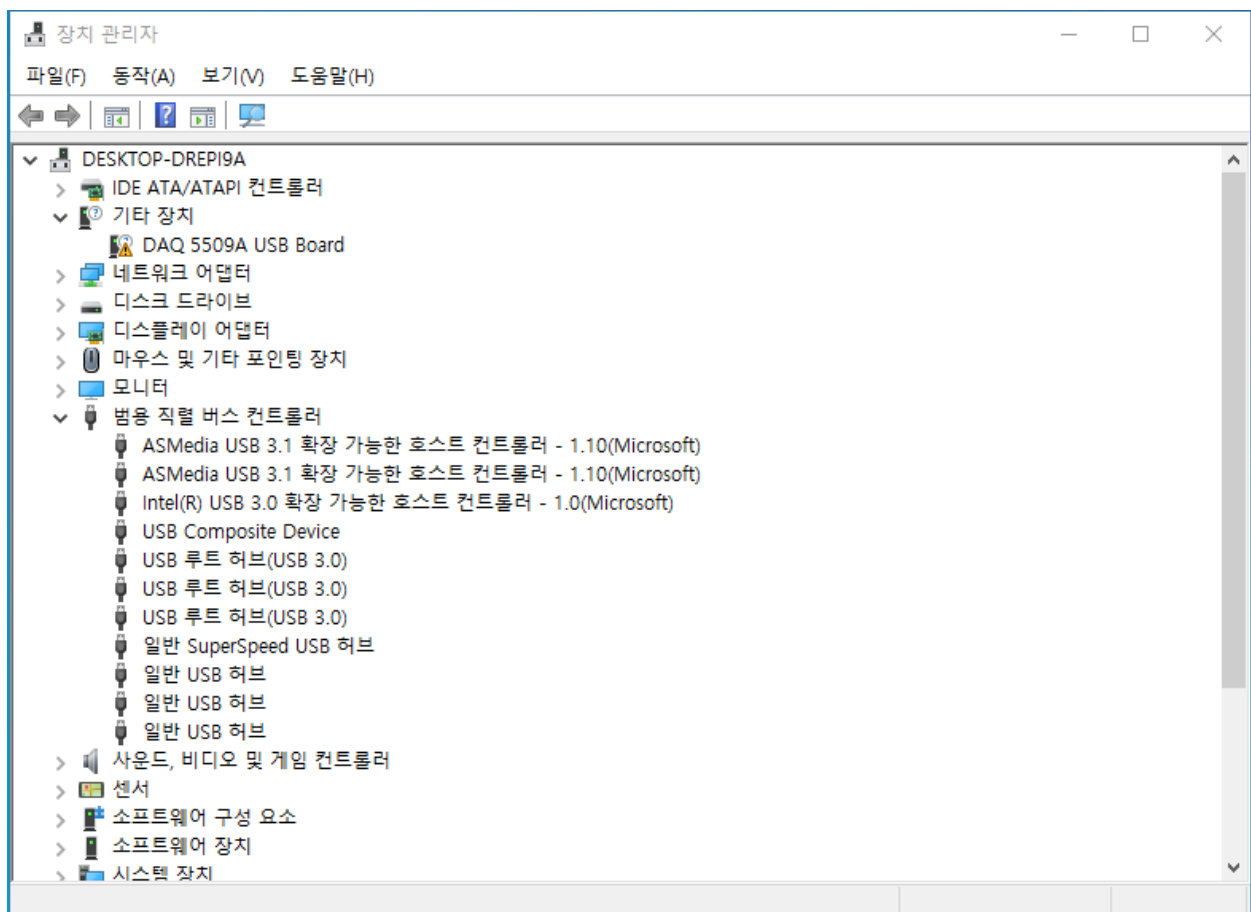 장치 관리자
파일(F) 동작(A) 보기(V) 도움말(H)
DESKTOP-DREPI9A
IDE ATA/ATAPI 컨트롤러
기타 장치
DAQ 5509A USB Board
네트워크 어댑터
디스크 드라이브
디스플레이 어댑터
마우스 및 기타 포인팅 장치
모니터
범용 직렬 버스 컨트롤러
ASMedia USB 3.1 확장 가능한 호스트 컨트롤러 - 1.10(Microsoft)
ASMedia USB 3.1 확장 가능한 호스트 컨트롤러 - 1.10(Microsoft)
Intel(R) USB 3.0 확장 가능한 호스트 컨트롤러 - 1.0(Microsoft)
USB Composite Device
USB 루트 허브(USB 3.0)
USB 루트 허브(USB 3.0)
USB 루트 허브(USB 3.0)
일반 SuperSpeed USB 허브
일반 USB 허브
일반 USB 허브
일반 USB 허브
사운드, 비디오 및 게임 컨트롤러
센서
소프트웨어 구성 요소
소프트웨어 장치
시스템 장치